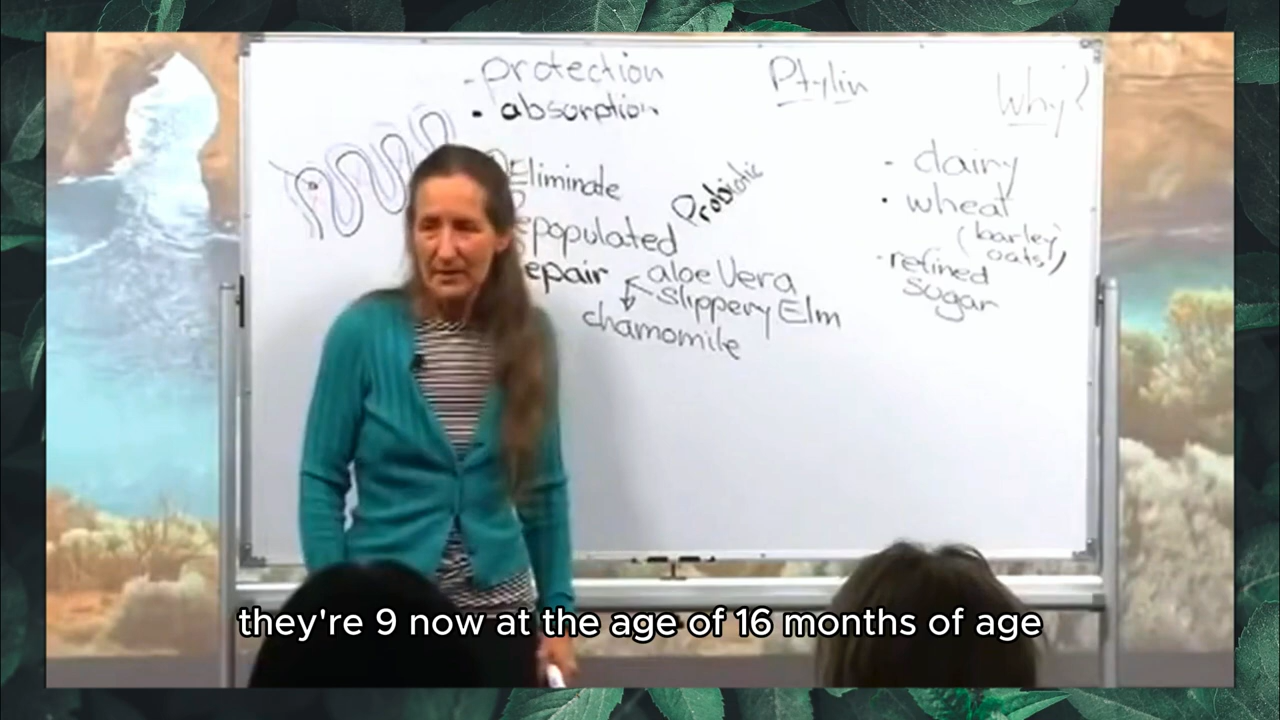 - protection
• absorption
Ptylin
Why?
Eliminate
epopulated
Probiotic
epair
aloe Vera
Slippery Elm
chamomile
- dairy
• wheat
(barley,
oats)
- refined
sugar
they're 9 now at the age of 16 months of age